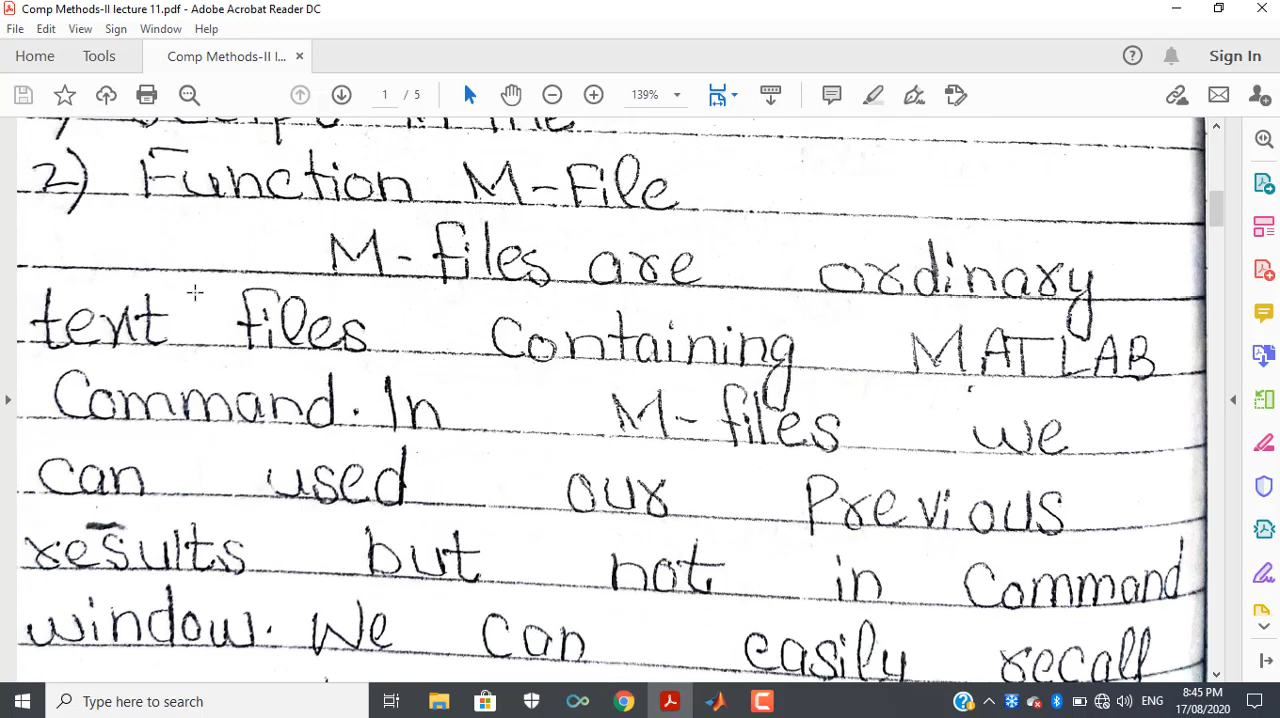 Comp Methods-II lecture 11.pdf - Adobe Acrobat Reader DC
File Edit View Sign Window Help
Home Tools Comp Methods-II l... × Sign In
1 / 5 139%
1) Script M-File
2) Function M-File
M-files are ordinary
text files Containing MATLAB
Command. In M-files we
can used our Previous
results but not in Command
window. We can easily recall
Type here to search
ENG 8:45 PM
17/08/2020